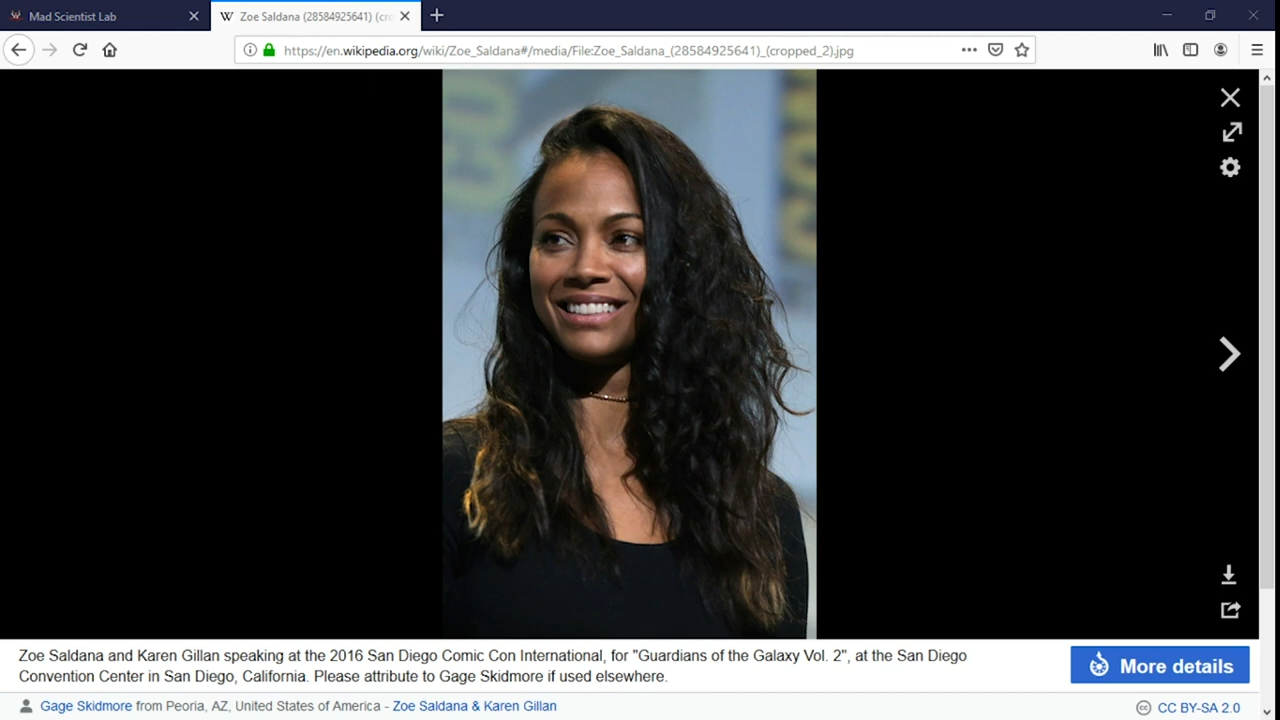 Mad Scientist Lab
W Zoe Saldana (28584925641) (cro
https://en.wikipedia.org/wiki/Zoe_Saldana#/media/File:Zoe_Saldana_(28584925641)_(cropped_2).jpg
Zoe Saldana and Karen Gillan speaking at the 2016 San Diego Comic Con International, for "Guardians of the Galaxy Vol. 2", at the San Diego
Convention Center in San Diego, California. Please attribute to Gage Skidmore if used elsewhere.
More details
Gage Skidmore from Peoria, AZ, United States of America - Zoe Saldana & Karen Gillan
cc CC BY-SA 2.0